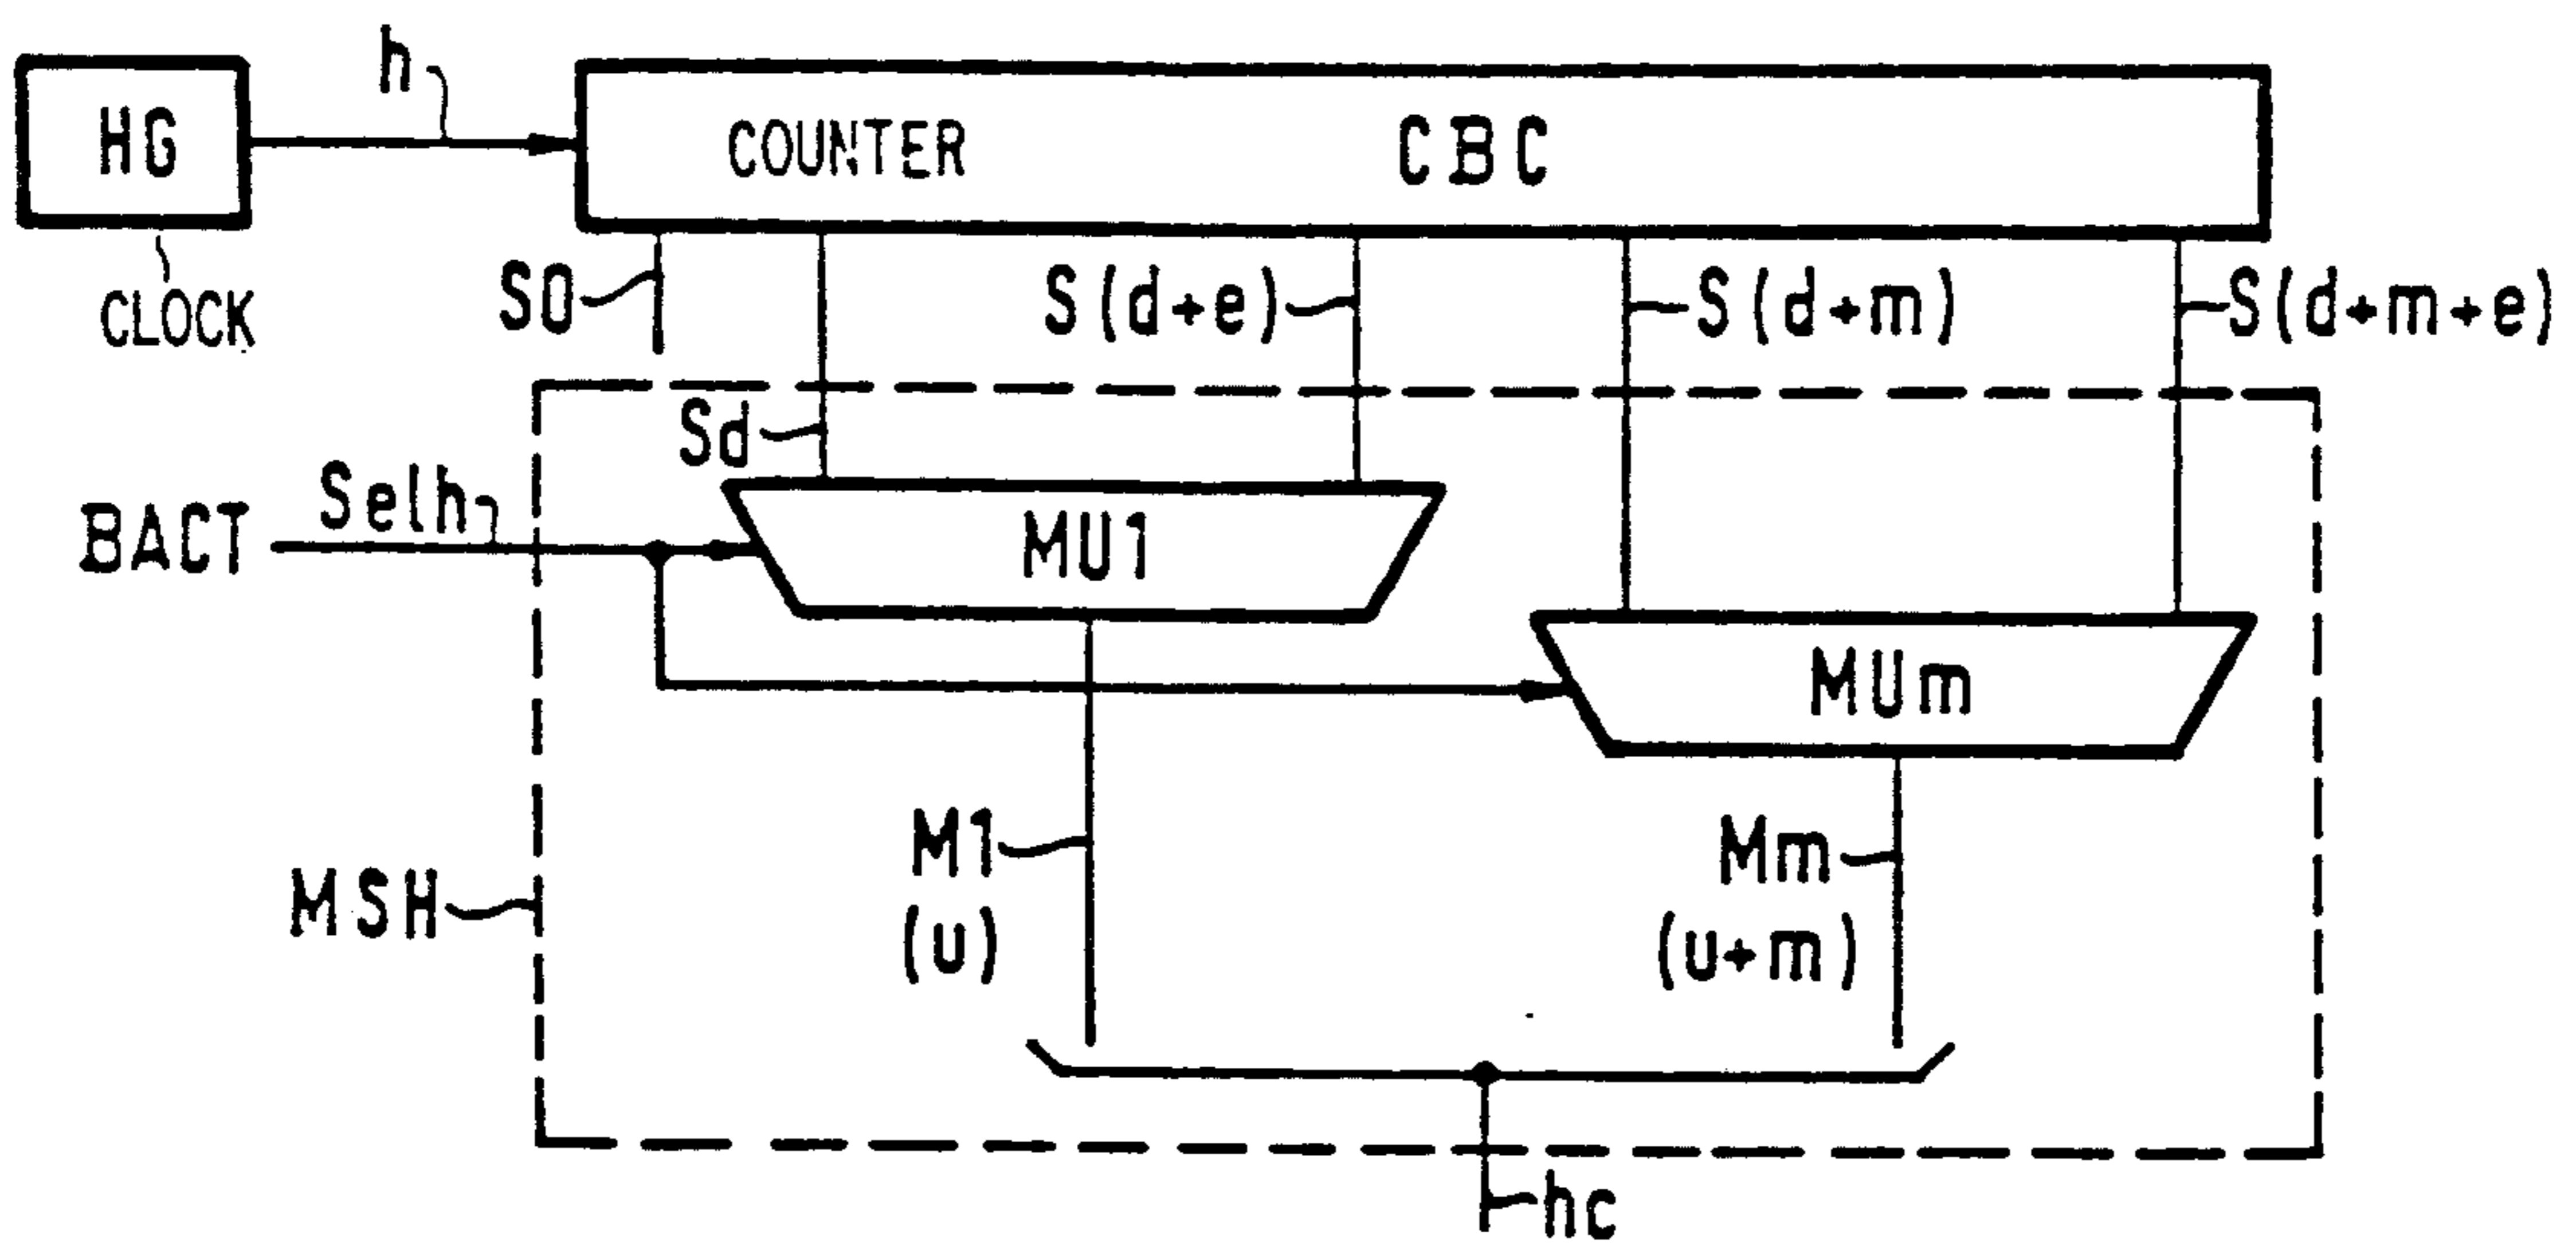 h
HG
COUNTER CBC
CLOCK
S0
S(d+e)
S(d+m)
S(d+m+e)
Sd
BACT
Selh
MU1
MUm
M1
(u)
Mm
(u+m)
MSH
hc